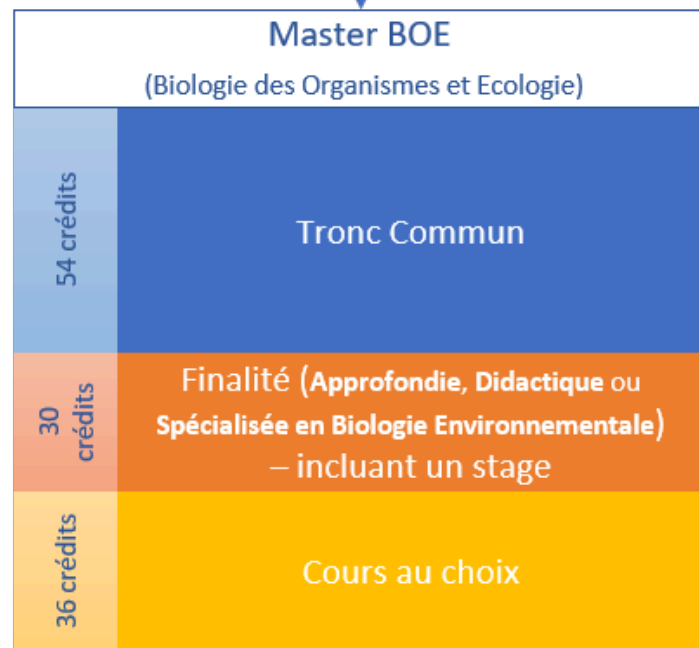 Master BOE
(Biologie des Organismes et Ecologie)
54 crédits
Tronc Commun
30
crédits
Finalité (Approfondie, Didactique ou
Spécialisée en Biologie Environnementale)
– incluant un stage
36 crédits
Cours au choix